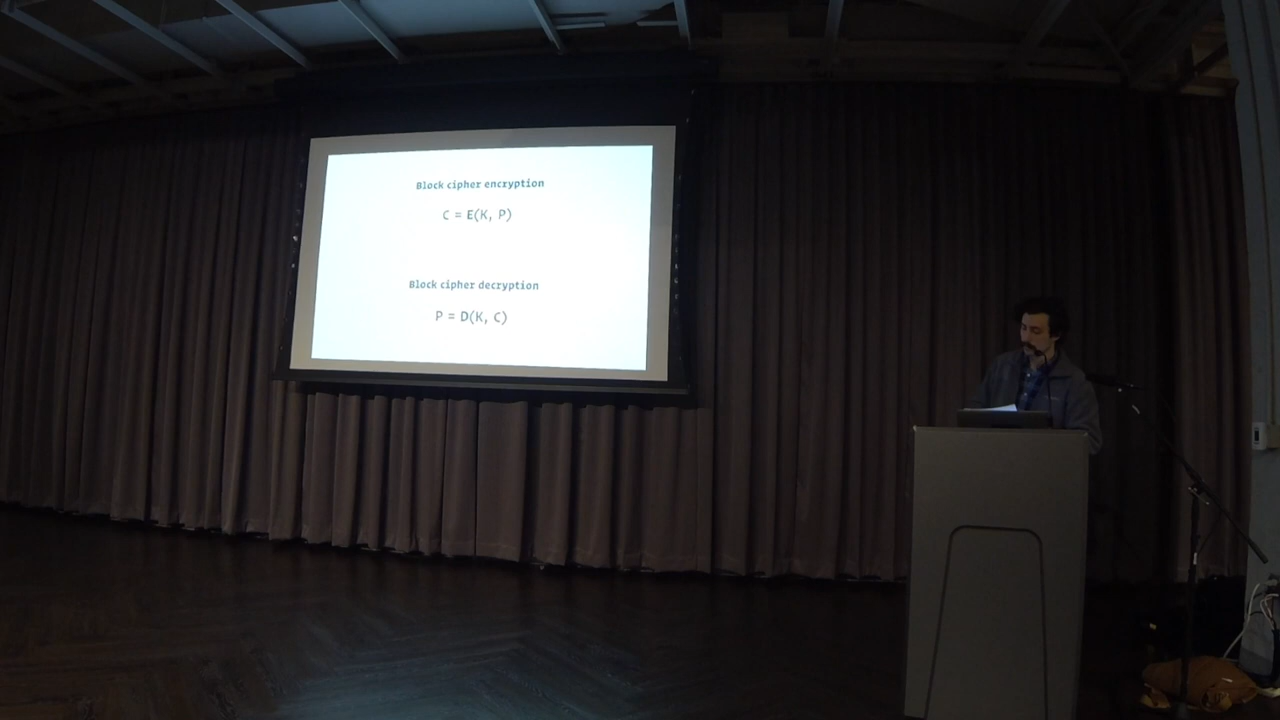 Block cipher encryption
C = E(K, P)
Block cipher decryption
P = D(K, C)